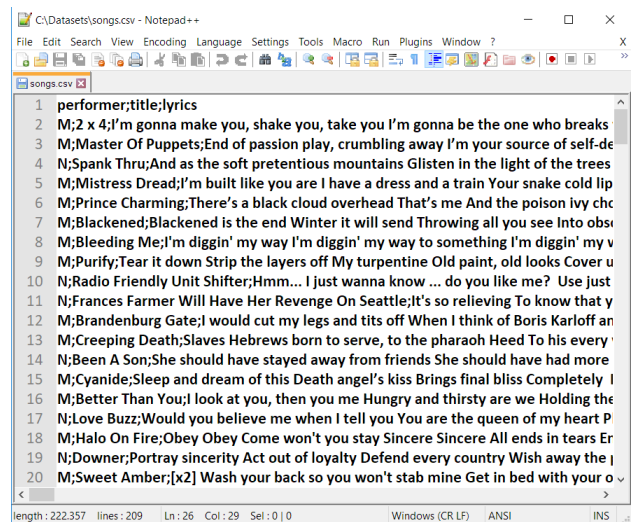 C:\Datasets\songs.csv - Notepad++
File Edit Search View Encoding Language Settings Tools Macro Run Plugins Window ? X
songs.csv
1 performer;title;lyrics
2 M;2 x 4;I’m gonna make you, shake you, take you I’m gonna be the one who breaks
3 M;Master Of Puppets;End of passion play, crumbling away I’m your source of self-de
4 N;Spank Thru;And as the soft pretentious mountains Glisten in the light of the trees
5 M;Mistress Dread;I’m built like you are I have a dress and a train Your snake cold lip
6 M;Prince Charming;There’s a black cloud overhead That’s me And the poison ivy cho
7 M;Blackened;Blackened is the end Winter it will send Throwing all you see Into obsc
8 M;Bleeding Me;I'm diggin' my way I'm diggin' my way to something I'm diggin' my v
9 M;Purify;Tear it down Strip the layers off My turpentine Old paint, old looks Cover u
10 N;Radio Friendly Unit Shifter;Hmm... I just wanna know ... do you like me? Use just
11 N;Frances Farmer Will Have Her Revenge On Seattle;It's so relieving To know that y
12 M;Brandenburg Gate;I would cut my legs and tits off When I think of Boris Karloff an
13 M;Creeping Death;Slaves Hebrews born to serve, to the pharaoh Heed To his every
14 N;Been A Son;She should have stayed away from friends She should have had more
15 M;Cyanide;Sleep and dream of this Death angel’s kiss Brings final bliss Completely
16 M;Better Than You;I look at you, then you me Hungry and thirsty are we Holding the
17 N;Love Buzz;Would you believe me when I tell you You are the queen of my heart Pl
18 M;Halo On Fire;Obey Obey Come won't you stay Sincere Sincere All ends in tears En
19 N;Downer;Portray sincerity Act out of loyalty Defend every country Wish away the
20 M;Sweet Amber;[x2] Wash your back so you won't stab mine Get in bed with your o
length : 222.357 lines : 209 Ln : 26 Col : 29 Sel : 0 | 0 Windows (CR LF) ANSI INS